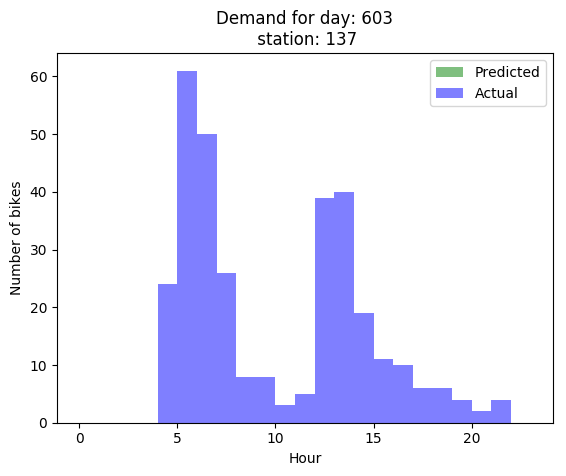 Demand for day: 603
station: 137
Predicted
Actual
60
50
40
30
20
10
0
Number of bikes
0 5 10 15 20
Hour